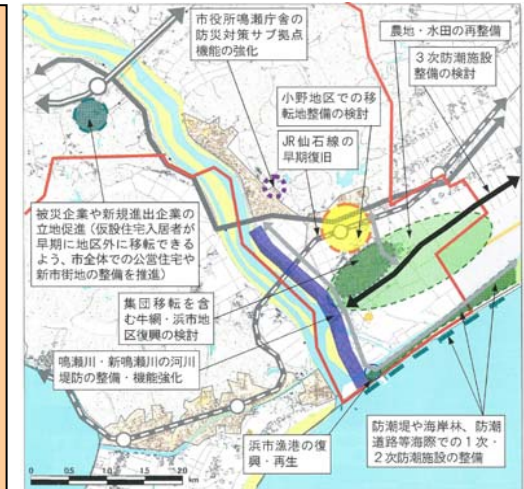 市役所鳴瀬庁舎の
防災対策サブ拠点
機能の強化
農地・水田の再整備
3次防潮施設
整備の検討
小野地区での移
転地整備の検討
JR仙石線の
早期復旧
被災企業や新規進出企業の
立地促進（仮設住宅入居者が
早期に地区外に移転できる
よう、市全体での公営住宅や
新市街地の整備を推進）
集団移転を含
む牛網・浜市地
区復興の検討
鳴瀬川・新鳴瀬川の河川
堤防の整備・機能強化
浜市漁港の復
興・再生
防潮堤や海岸林、防潮
道路等海際での1次・
2次防潮施設の整備
0 0.5 1.0 1.5 2.0
km